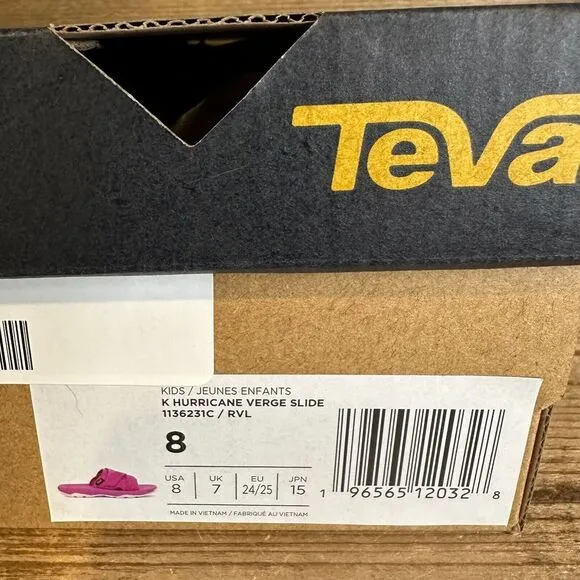 Teva
KIDS / JEUNES ENFANTS
K HURRICANE VERGE SLIDE
1136231C / RVL
8
USA UK EU JPN
8 7 24/25 15
1 96565 12032 8
MADE IN VIETNAM / FABRIQUÉ AU VIETNAM